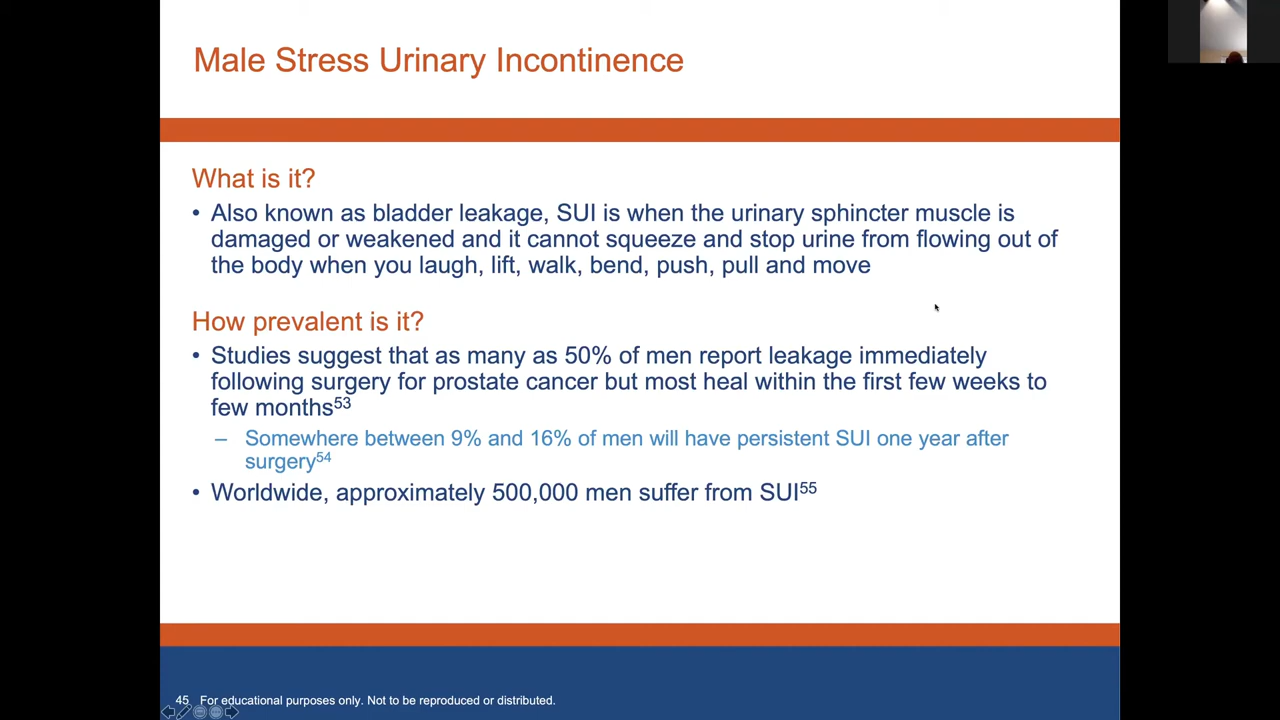 Male Stress Urinary Incontinence
What is it?
• Also known as bladder leakage, SUI is when the urinary sphincter muscle is
damaged or weakened and it cannot squeeze and stop urine from flowing out of
the body when you laugh, lift, walk, bend, push, pull and move
How prevalent is it?
• Studies suggest that as many as 50% of men report leakage immediately
following surgery for prostate cancer but most heal within the first few weeks to
few months53
– Somewhere between 9% and 16% of men will have persistent SUI one year after
surgery54
• Worldwide, approximately 500,000 men suffer from SUI55
45 For educational purposes only. Not to be reproduced or distributed.